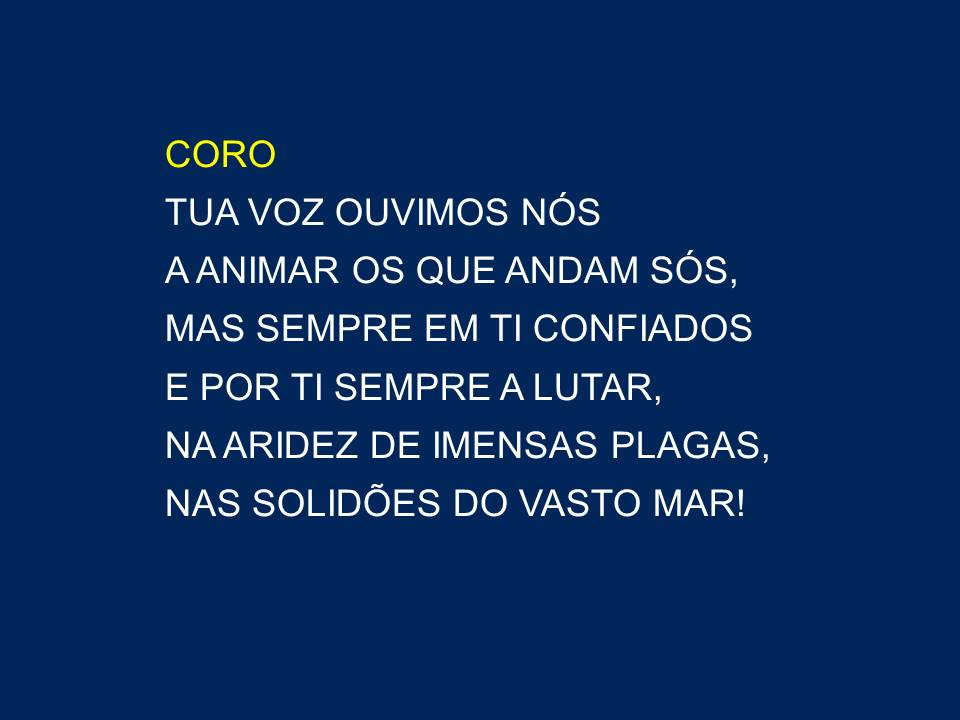 CORO
TUA VOZ OUVIMOS NÓS
A ANIMAR OS QUE ANDAM SÓS,
MAS SEMPRE EM TI CONFIADOS
E POR TI SEMPRE A LUTAR,
NA ARIDEZ DE IMENSAS PLAGAS,
NAS SOLIDÕES DO VASTO MAR!